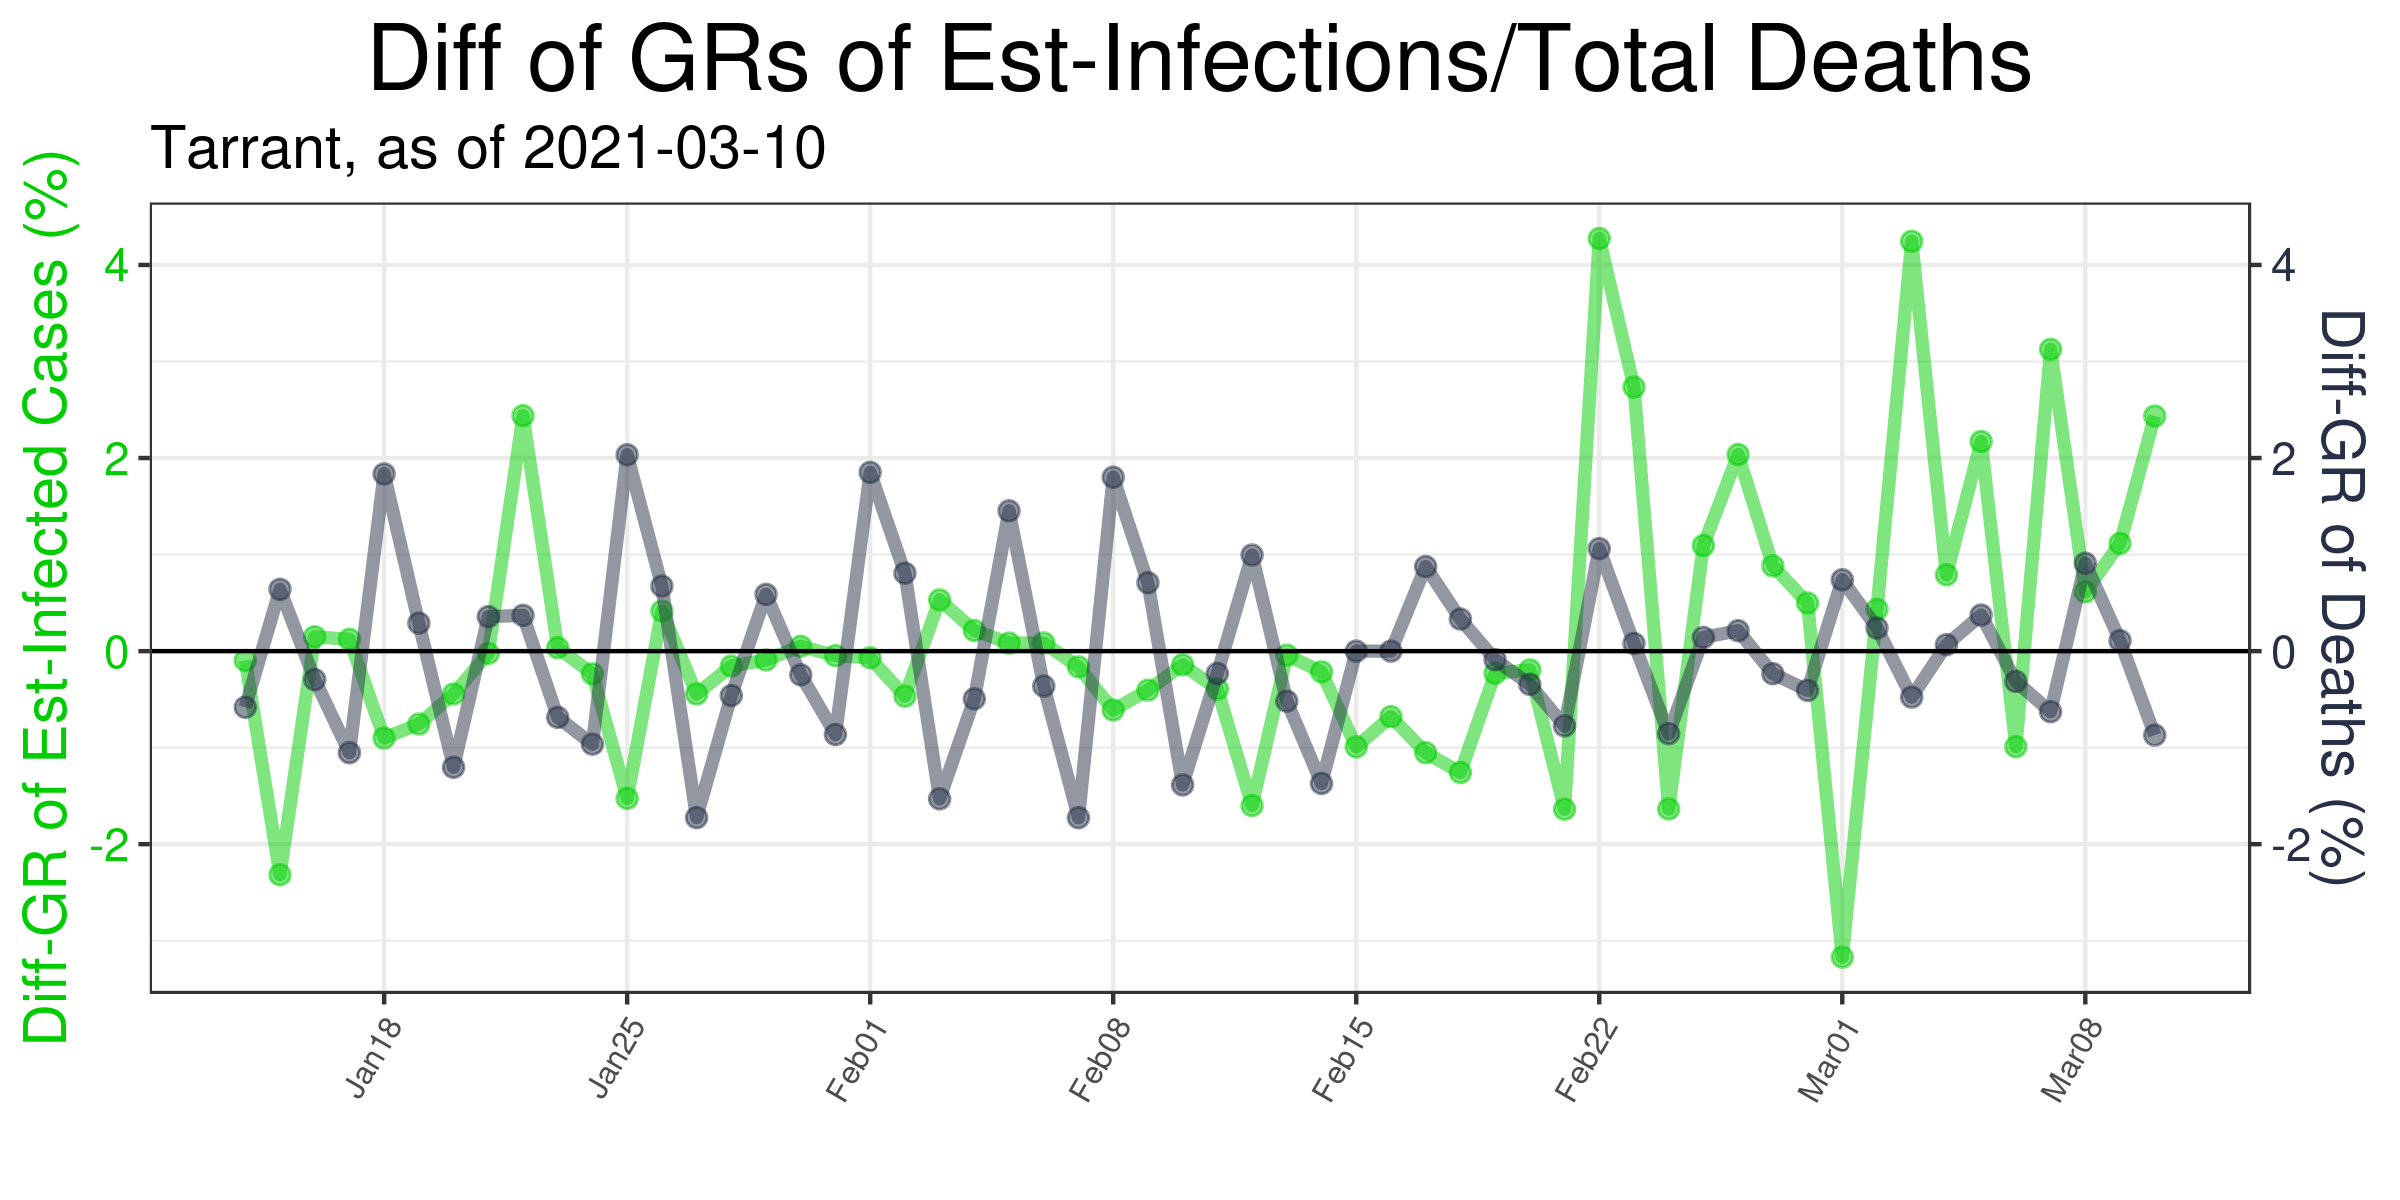 Diff of GRs of Est-Infections/Total Deaths
Tarrant, as of 2021-03-10
Diff-GR of Est-Infected Cases (%)
4
2
0
-2
4
2
0
-2
Diff-GR of Deaths (%)
Jan18
Jan25
Feb01
Feb08
Feb15
Feb22
Mar01
Mar08